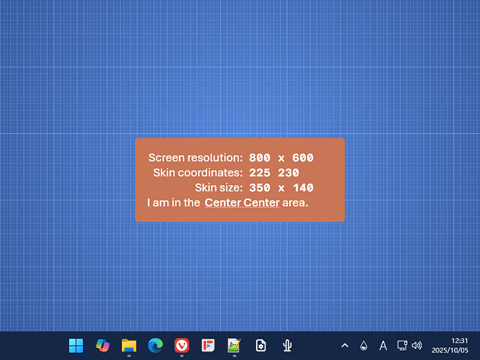 Screen resolution: 800 x 600
Skin coordinates: 225 230
Skin size: 350 x 140
I am in the Center Center area.
A
12:31
2025/10/05